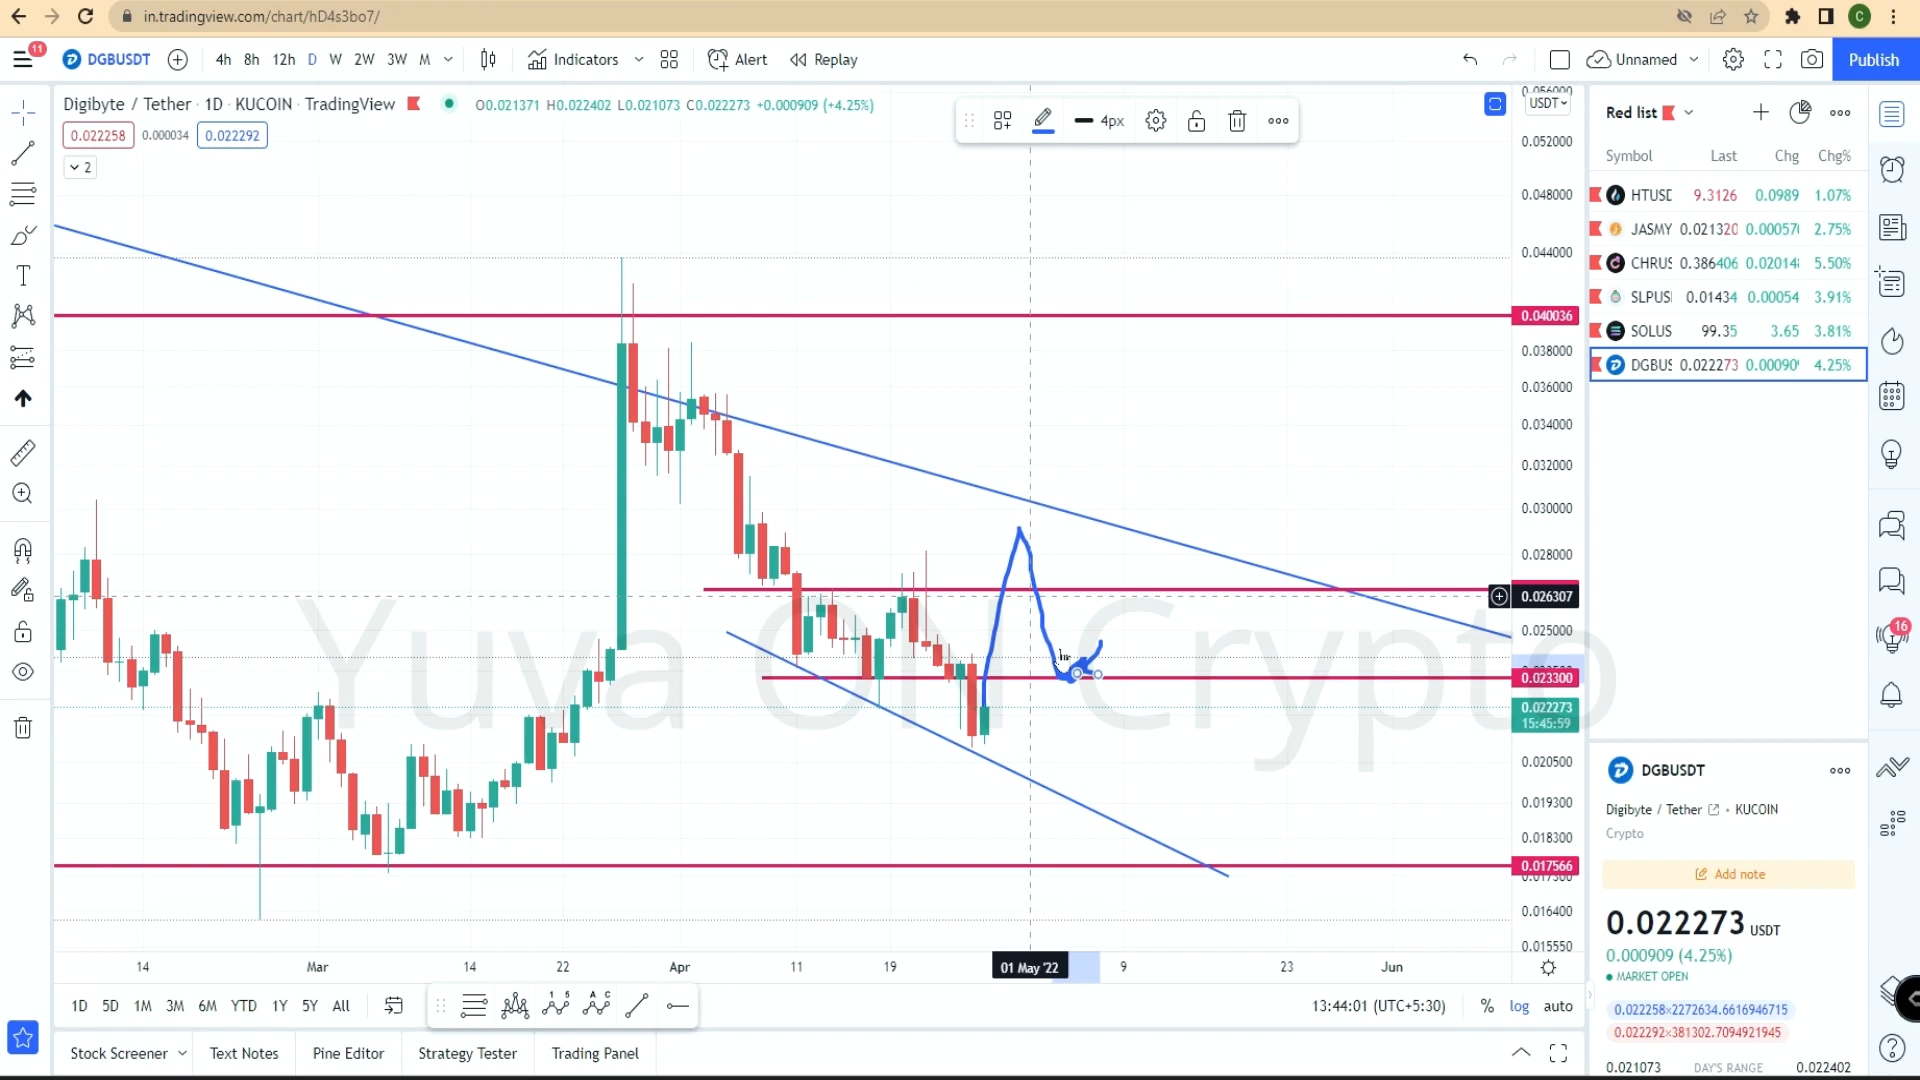 in.tradingview.com/chart/hD4s3bo7/
C
11
DGBUSDT
4h 8h 12h D W 2W 3W M
Indicators
Alert
Replay
Unnamed
Publish
Digibyte / Tether · 1D · KUCOIN · TradingView
O0.021371 H0.022402 L0.021073 C0.022273 +0.000909 (+4.25%)
0.022258 0.000034 0.022292
2
4px
USDT
0.052000
0.048000
0.044000
0.040036
0.038000
0.036000
0.034000
0.032000
0.030000
0.028000
0.026307
0.025000
0.023300
0.022273
15:45:59
0.020500
0.019300
0.018300
0.017566
0.016400
0.015550
Yuva ON Crypto
14 Mar 14 22 Apr 11 19 01 May '22 9 23 Jun
1D 5D 1M 3M 6M YTD 1Y 5Y All
1 5
A C
13:44:01 (UTC+5:30)
% log auto
Stock Screener
Text Notes
Pine Editor
Strategy Tester
Trading Panel
Red list
Symbol Last Chg Chg%
HTUSD 9.3126 0.0989 1.07%
JASMY 0.021320 0.00057 2.75%
CHRUS 0.386406 0.02014 5.50%
SLPUS 0.01434 0.00054 3.91%
SOLUS 99.35 3.65 3.81%
DGBUS 0.022273 0.00090 4.25%
16
DGBUSDT
Digibyte / Tether · KUCOIN
Crypto
Add note
0.022273 USDT
0.000909 (4.25%)
MARKET OPEN
0.022258×2272634.6616946715
0.022292×381302.7094921945
0.021073 DAY'S RANGE 0.022402